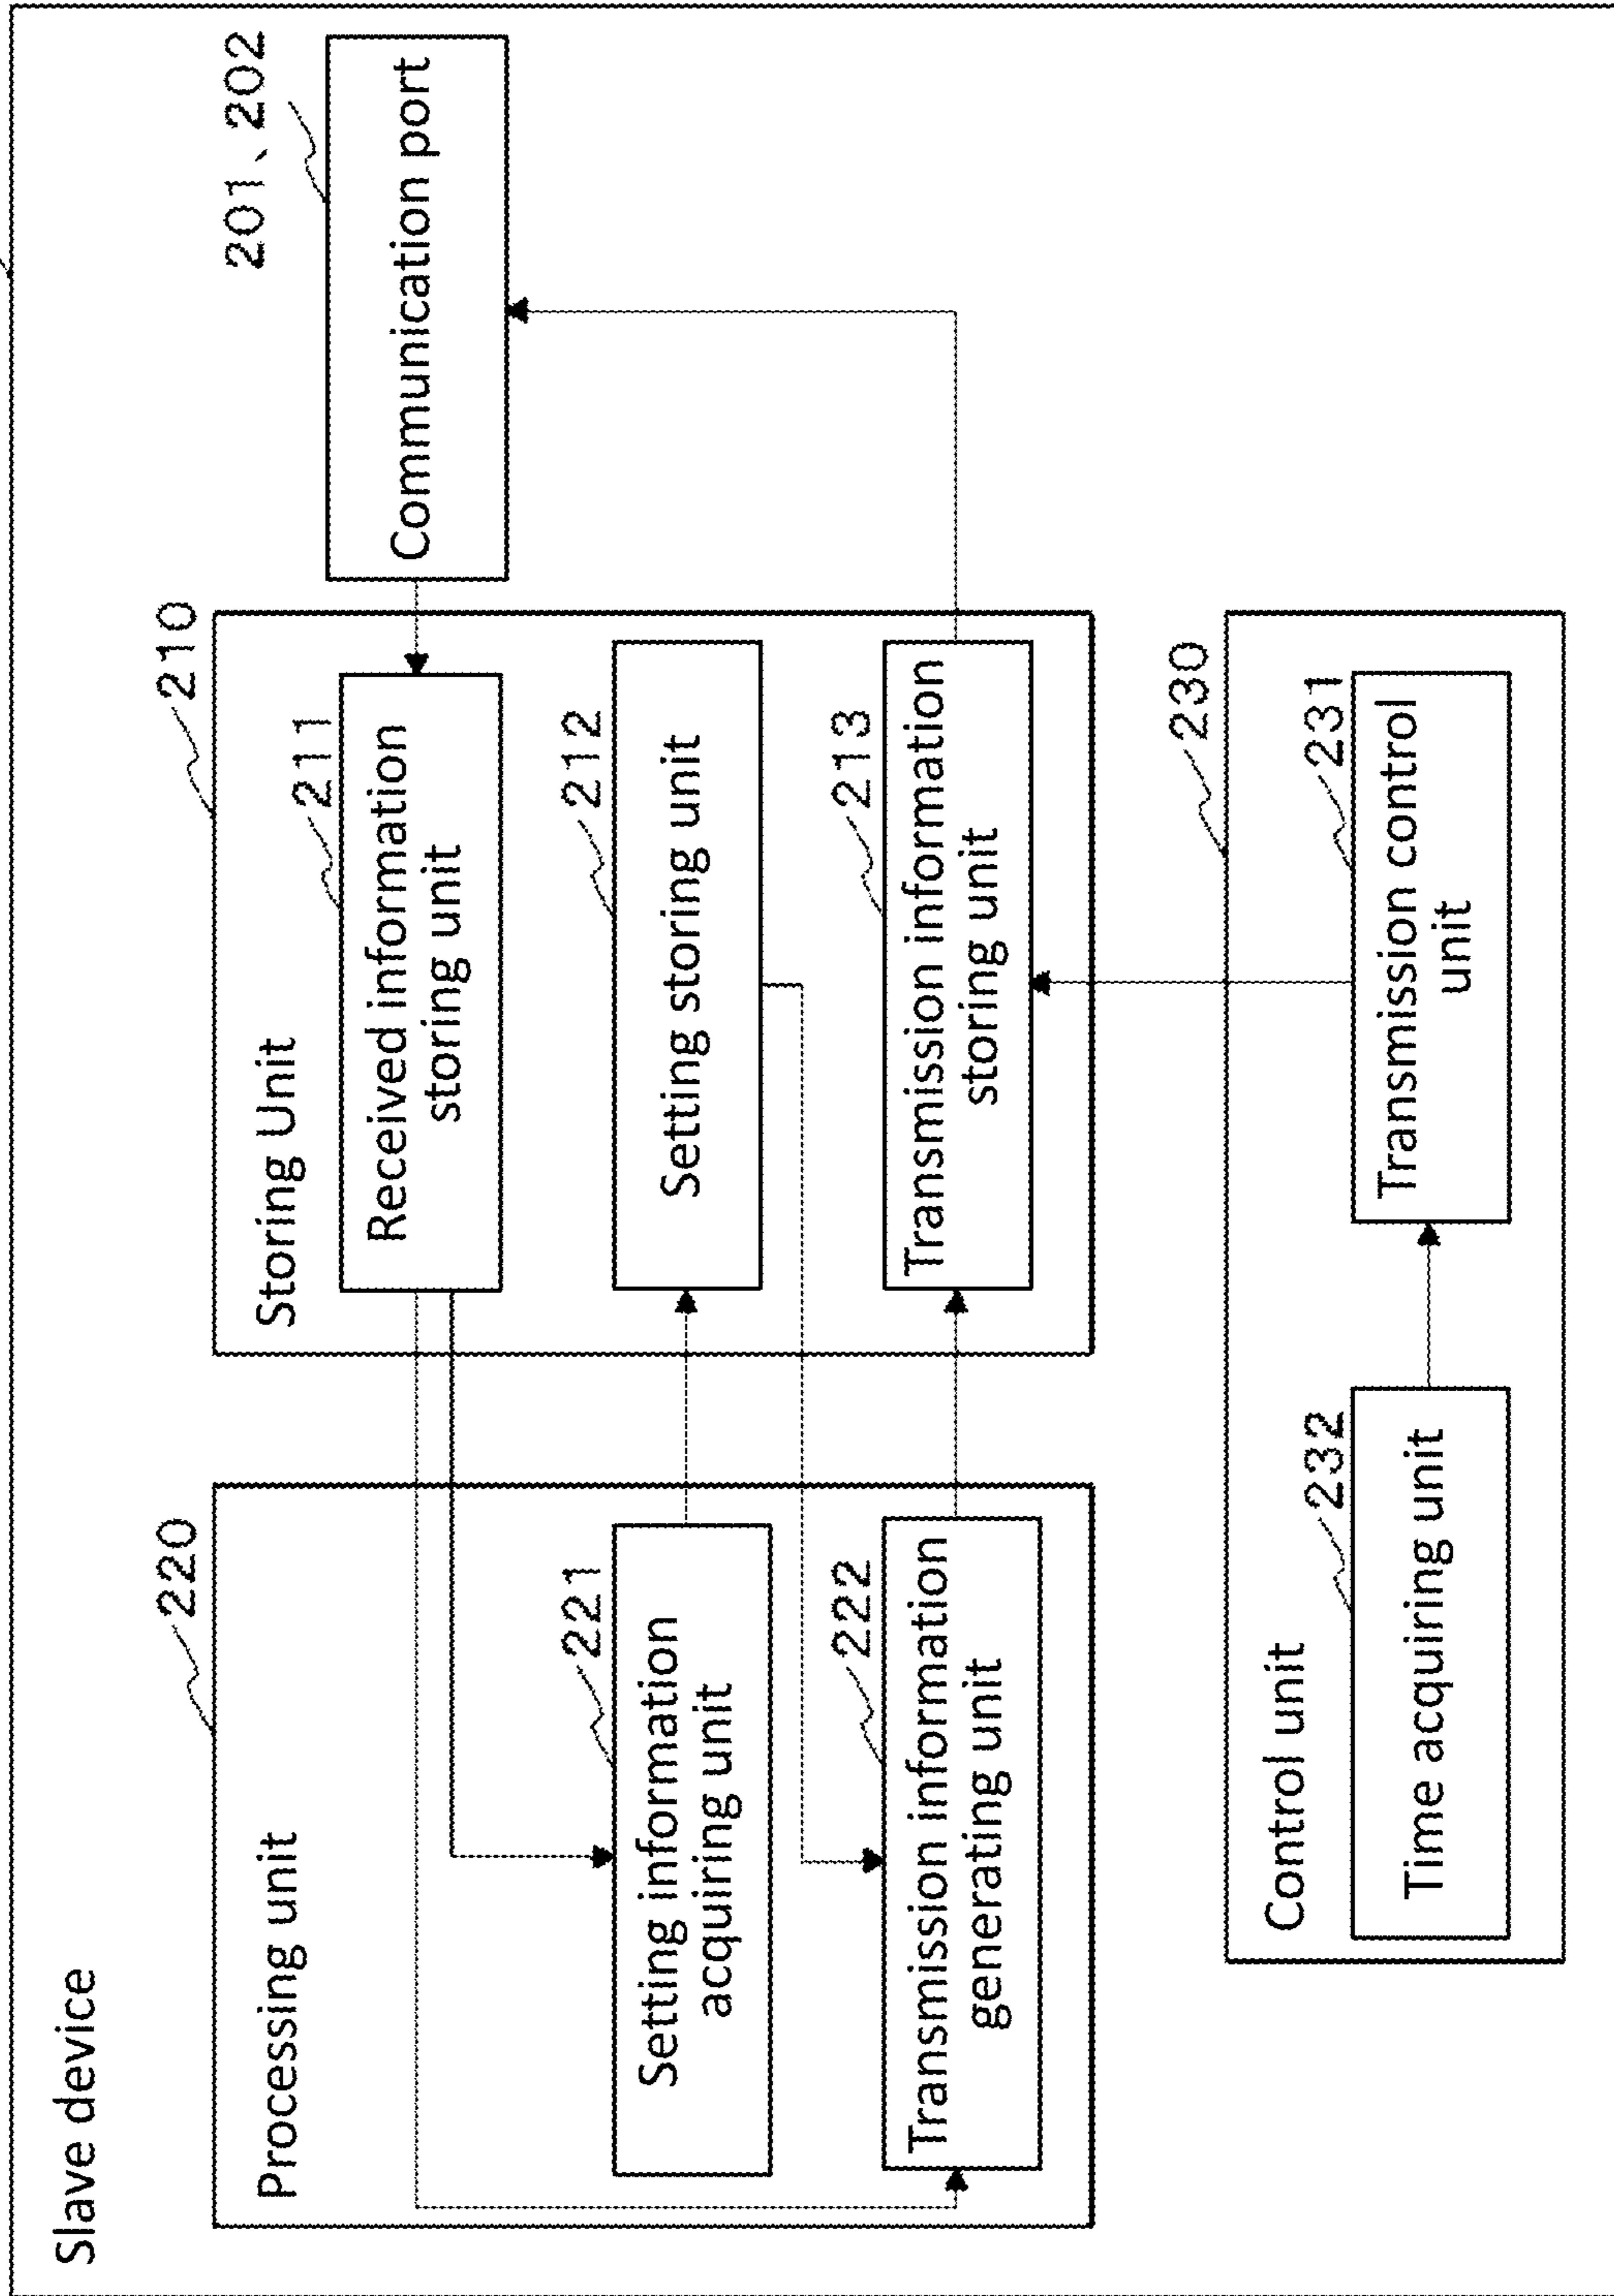 Slave device
201、202
Communication port
220
Processing unit
210
Storing Unit
211
Received information
storing unit
221
Setting information
acquiring unit
212
Setting storing unit
222
Transmission information
generating unit
213
Transmission information
storing unit
230
Control unit
232
Time acquiring unit
231
Transmission control
unit